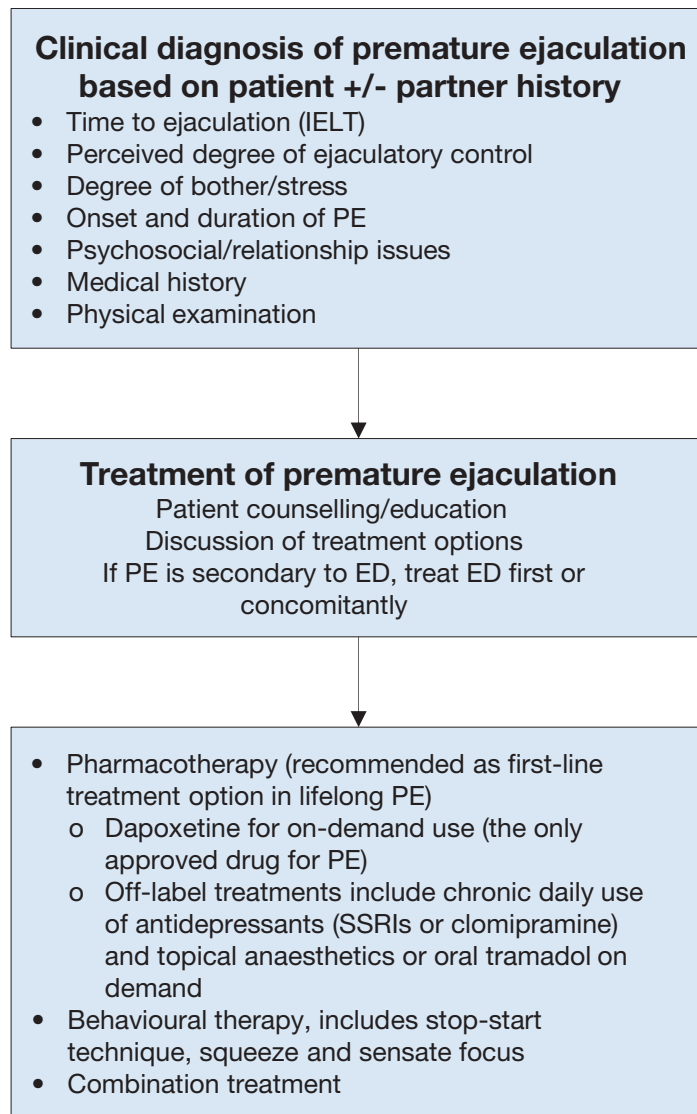 Clinical diagnosis of premature ejaculation
based on patient +/- partner history
• Time to ejaculation (IELT)
• Perceived degree of ejaculatory control
• Degree of bother/stress
• Onset and duration of PE
• Psychosocial/relationship issues
• Medical history
• Physical examination
Treatment of premature ejaculation
Patient counselling/education
Discussion of treatment options
If PE is secondary to ED, treat ED first or
concomitantly
• Pharmacotherapy (recommended as first-line
treatment option in lifelong PE)
o Dapoxetine for on-demand use (the only
approved drug for PE)
o Off-label treatments include chronic daily use
of antidepressants (SSRIs or clomipramine)
and topical anaesthetics or oral tramadol on
demand
• Behavioural therapy, includes stop-start
technique, squeeze and sensate focus
• Combination treatment